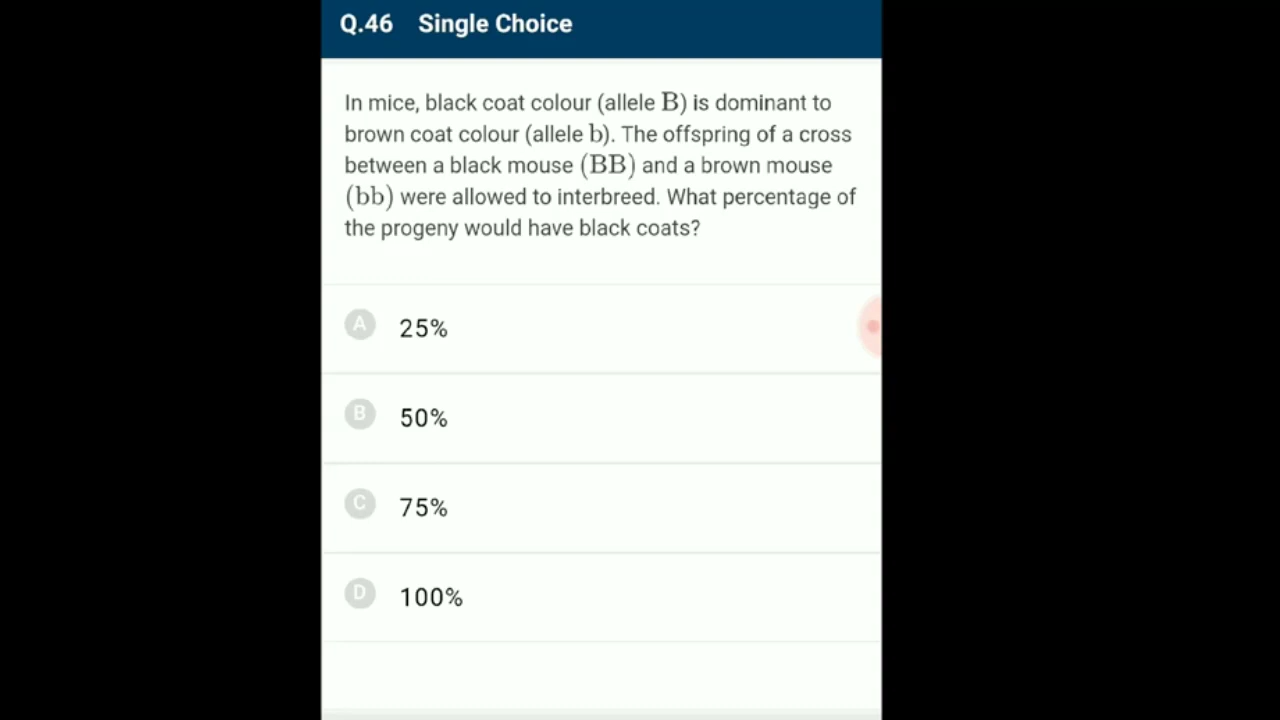 Q.46 Single Choice
In mice, black coat colour (allele B) is dominant to
brown coat colour (allele b). The offspring of a cross
between a black mouse (BB) and a brown mouse
(bb) were allowed to interbreed. What percentage of
the progeny would have black coats?
A 25%
B 50%
C 75%
D 100%